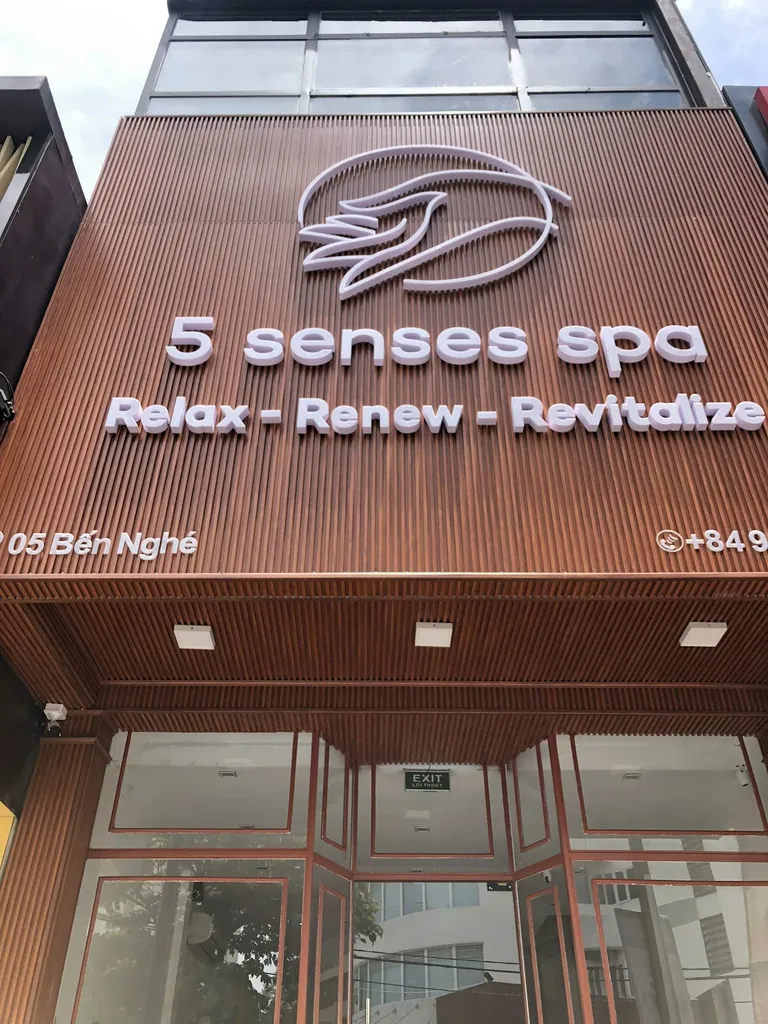 5 senses spa
Relax - Renew - Revitalize
05 Bến Nghé
+849
EXIT
LỐI THOÁT